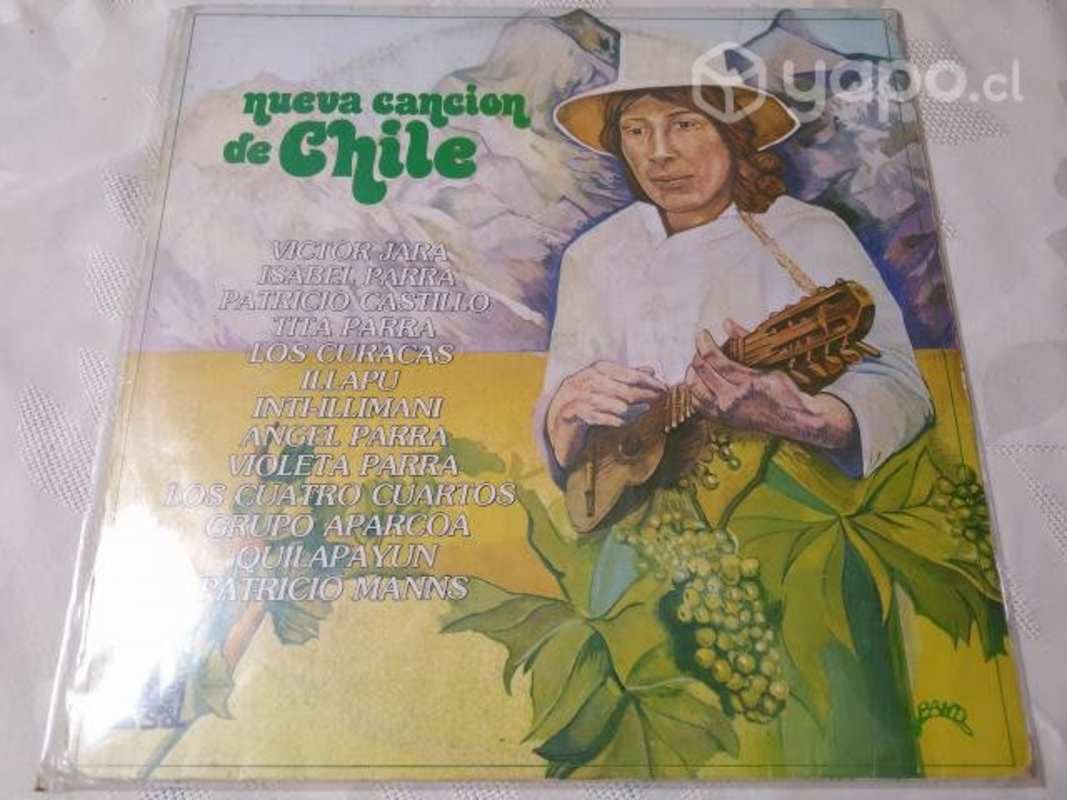 yapo.cl
nueva cancion
de Chile
VICTOR JARA
ISABEL PARRA
PATRICIO CASTILLO
TITA PARRA
LOS CURACAS
ILLAPU
INTI-ILLIMANI
ANGEL PARRA
VIOLETA PARRA
LOS CUATRO CUARTOS
GRUPO APARCOA
QUILAPAYUN
PATRICIO MANNS